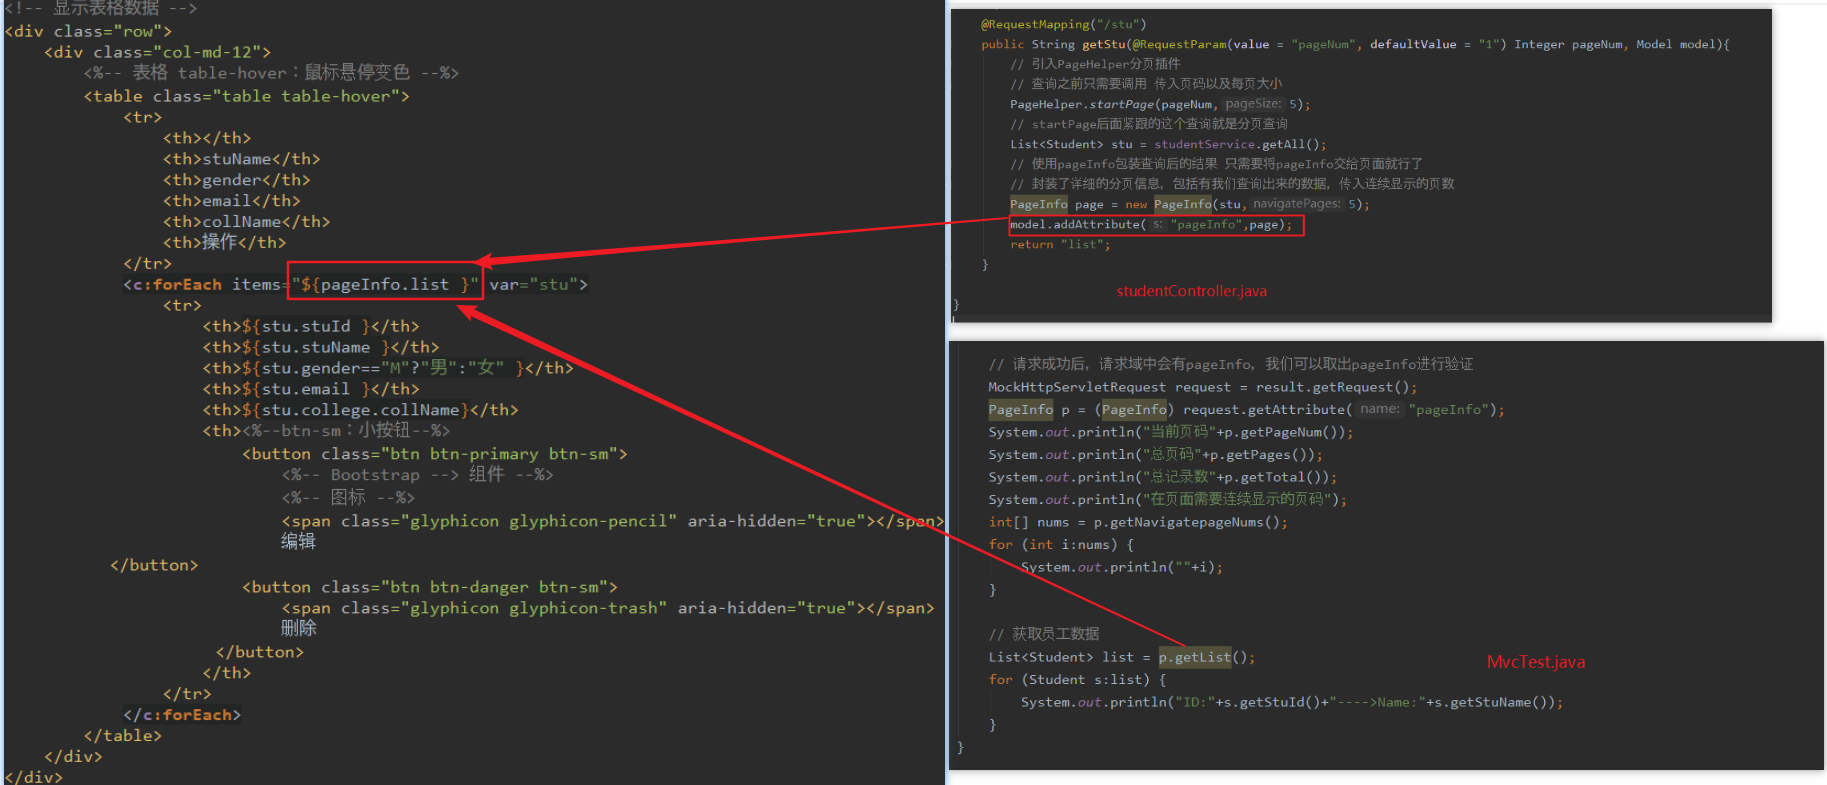 <!-- 显示表格数据 -->
<div class="row">
<div class="col-md-12">
<%-- 表格 table-hover：鼠标悬停变色 --%>
<table class="table table-hover">
<tr>
<th></th>
<th>stuName</th>
<th>gender</th>
<th>email</th>
<th>collName</th>
<th>操作</th>
</tr>
<c:forEach items="${pageInfo.list }" var="stu">
<tr>
<th>${stu.stuId }</th>
<th>${stu.stuName }</th>
<th>${stu.gender=="M"?"男":"女" }</th>
<th>${stu.email }</th>
<th>${stu.college.collName}</th>
<th><%--btn-sm：小按钮--%>
<button class="btn btn-primary btn-sm">
<%-- Bootstrap --> 组件 --%>
<%-- 图标 --%>
<span class="glyphicon glyphicon-pencil" aria-hidden="true"></span>
编辑
</button>
<button class="btn btn-danger btn-sm">
<span class="glyphicon glyphicon-trash" aria-hidden="true"></span>
删除
</button>
</th>
</tr>
</c:forEach>
</table>
</div>
</div>
@RequestMapping("/stu")
public String getStu(@RequestParam(value = "pageNum", defaultValue = "1") Integer pageNum, Model model){
// 引入PageHelper分页插件
// 查询之前只需要调用 传入页码以及每页大小
PageHelper.startPage(pageNum, pageSize: 5);
// startPage后面紧跟的这个查询就是分页查询
List<Student> stu = studentService.getAll();
// 使用pageInfo包装查询后的结果 只需要将pageInfo交给页面就行了
// 封装了详细的分页信息，包括有我们查询出来的数据，传入连续显示的页数
PageInfo page = new PageInfo(stu, navigatePages: 5);
model.addAttribute( s: "pageInfo",page);
return "list";
}
studentController.java
}
// 请求成功后，请求域中会有pageInfo，我们可以取出pageInfo进行验证
MockHttpServletRequest request = result.getRequest();
PageInfo p = (PageInfo) request.getAttribute( name: "pageInfo");
System.out.println("当前页码"+p.getPageNum());
System.out.println("总页码"+p.getPages());
System.out.println("总记录数"+p.getTotal());
System.out.println("在页面需要连续显示的页码");
int[] nums = p.getNavigatepageNums();
for (int i:nums) {
System.out.println(""+i);
}
// 获取员工数据
List<Student> list = p.getList();
MvcTest.java
for (Student s:list) {
System.out.println("ID:"+s.getStuId()+"---->Name:"+s.getStuName());
}
}